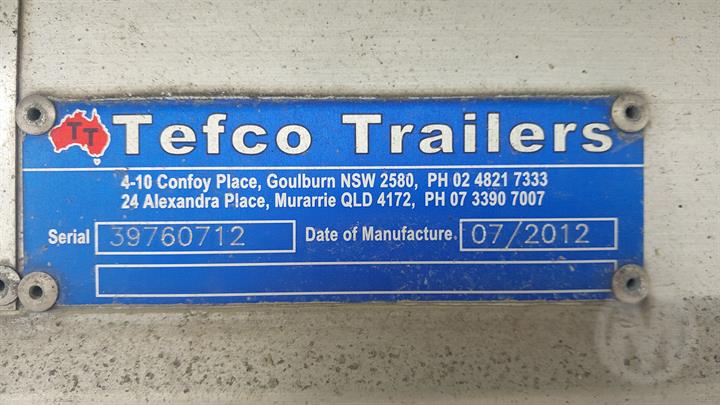 TT Tefco Trailers
4-10 Confoy Place, Goulburn NSW 2580, PH 02 4821 7333
24 Alexandra Place, Murarrie QLD 4172, PH 07 3390 7007
Serial 39760712 Date of Manufacture. 07/2012